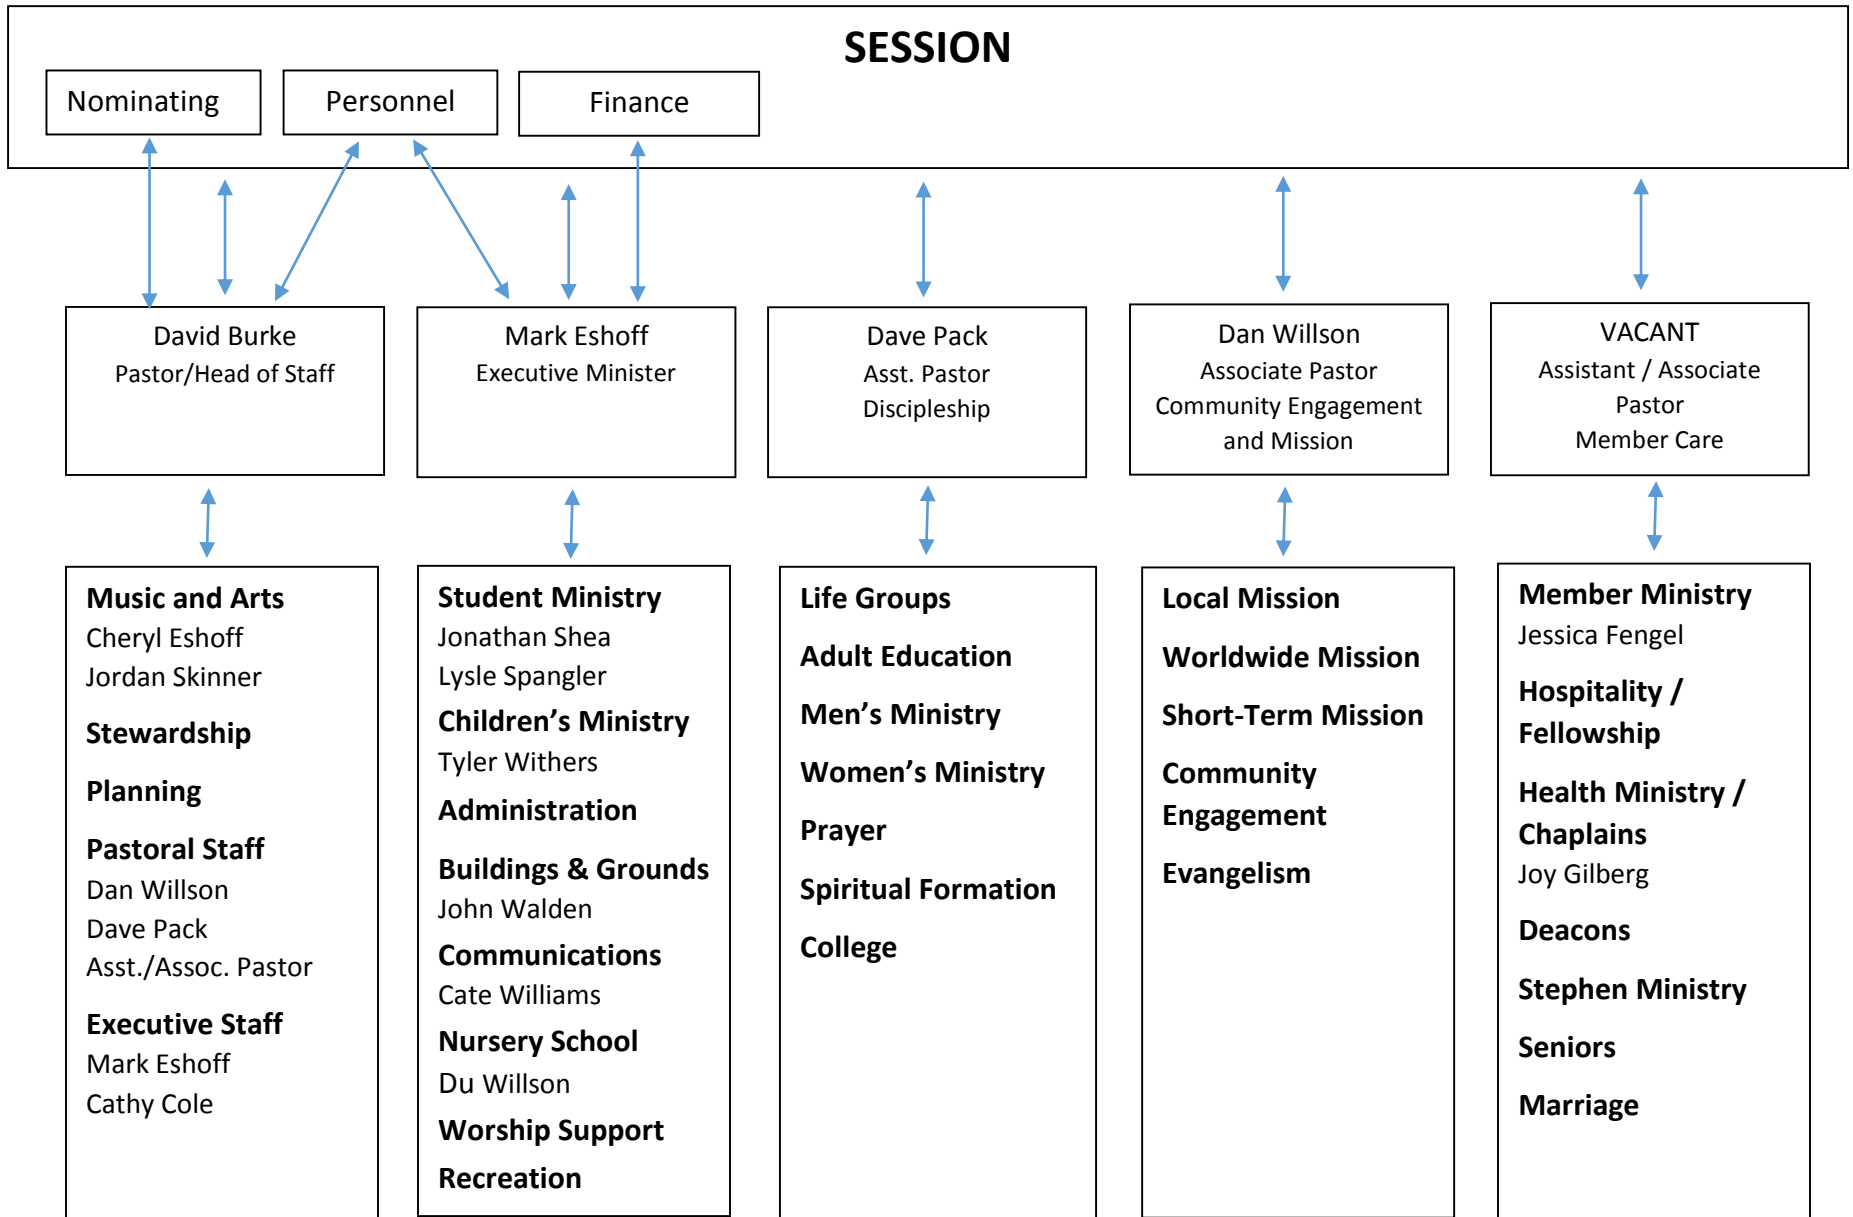 SESSION
Nominating
Personnel
Finance
David Burke
Pastor/Head of Staff
Mark Eshoff
Executive Minister
Dave Pack
Asst. Pastor
Discipleship
Dan Willson
Associate Pastor
Community Engagement
and Mission
VACANT
Assistant / Associate
Pastor
Member Care
Music and Arts
Cheryl Eshoff
Jordan Skinner
Stewardship
Planning
Pastoral Staff
Dan Willson
Dave Pack
Asst./Assoc. Pastor
Executive Staff
Mark Eshoff
Cathy Cole
Student Ministry
Jonathan Shea
Lysle Spangler
Children’s Ministry
Tyler Withers
Administration
Buildings & Grounds
John Walden
Communications
Cate Williams
Nursery School
Du Willson
Worship Support
Recreation
Life Groups
Adult Education
Men’s Ministry
Women’s Ministry
Prayer
Spiritual Formation
College
Local Mission
Worldwide Mission
Short-Term Mission
Community
Engagement
Evangelism
Member Ministry
Jessica Fengel
Hospitality /
Fellowship
Health Ministry /
Chaplains
Joy Gilberg
Deacons
Stephen Ministry
Seniors
Marriage